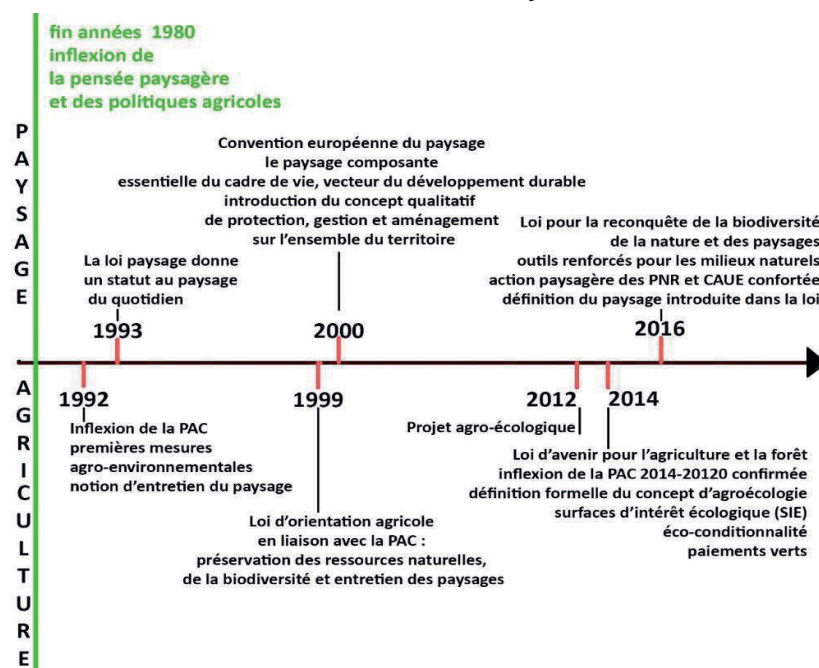 fin années 1980
inflexion de
la pensée paysagère
et des politiques agricoles
PAYSAGE
Convention européenne du paysage
le paysage composante
essentielle du cadre de vie, vecteur du développement durable
introduction du concept qualitatif
de protection, gestion et aménagement
sur l'ensemble du territoire
La loi paysage donne
un statut au paysage
du quotidien
Loi pour la reconquête de la biodiversité
de la nature et des paysages
outils renforcés pour les milieux naturels
action paysagère des PNR et CAUE confortée
définition du paysage introduite dans la loi
1993
2000
2016
AGRICULTURE
1992
1999
2012
2014
Inflexion de la PAC
premières mesures
agro-environnementales
notion d'entretien du paysage
Loi d'orientation agricole
en liaison avec la PAC :
préservation des ressources naturelles,
de la biodiversité et entretien des paysages
Projet agro-écologique
Loi d'avenir pour l'agriculture et la forêt
inflexion de la PAC 2014-20120 confirmée
définition formelle du concept d'agroécologie
surfaces d'intérêt écologique (SIE)
éco-conditionnalité
paiements verts